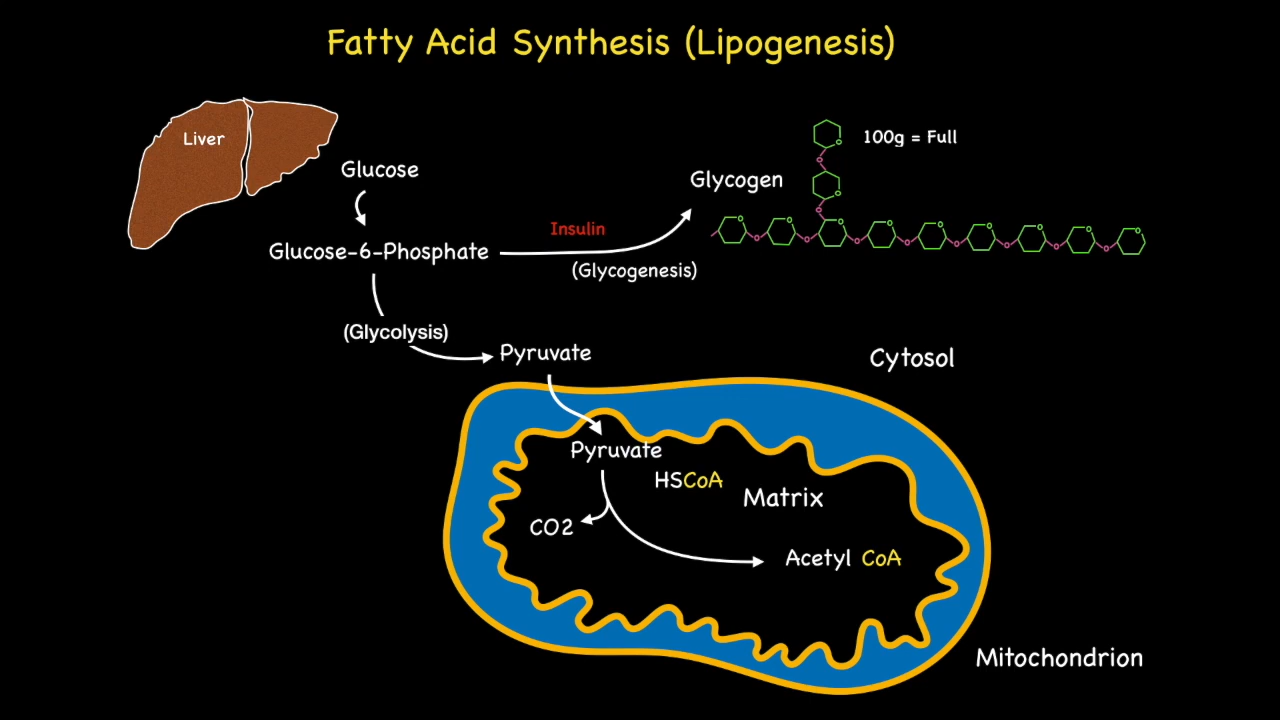 Fatty Acid Synthesis (Lipogenesis)
Liver
100g = Full
Glucose
Glycogen
Insulin
Glucose-6-Phosphate
(Glycogenesis)
(Glycolysis)
Pyruvate
Cytosol
Pyruvate
HSCoA
Matrix
CO2
Acetyl CoA
Mitochondrion